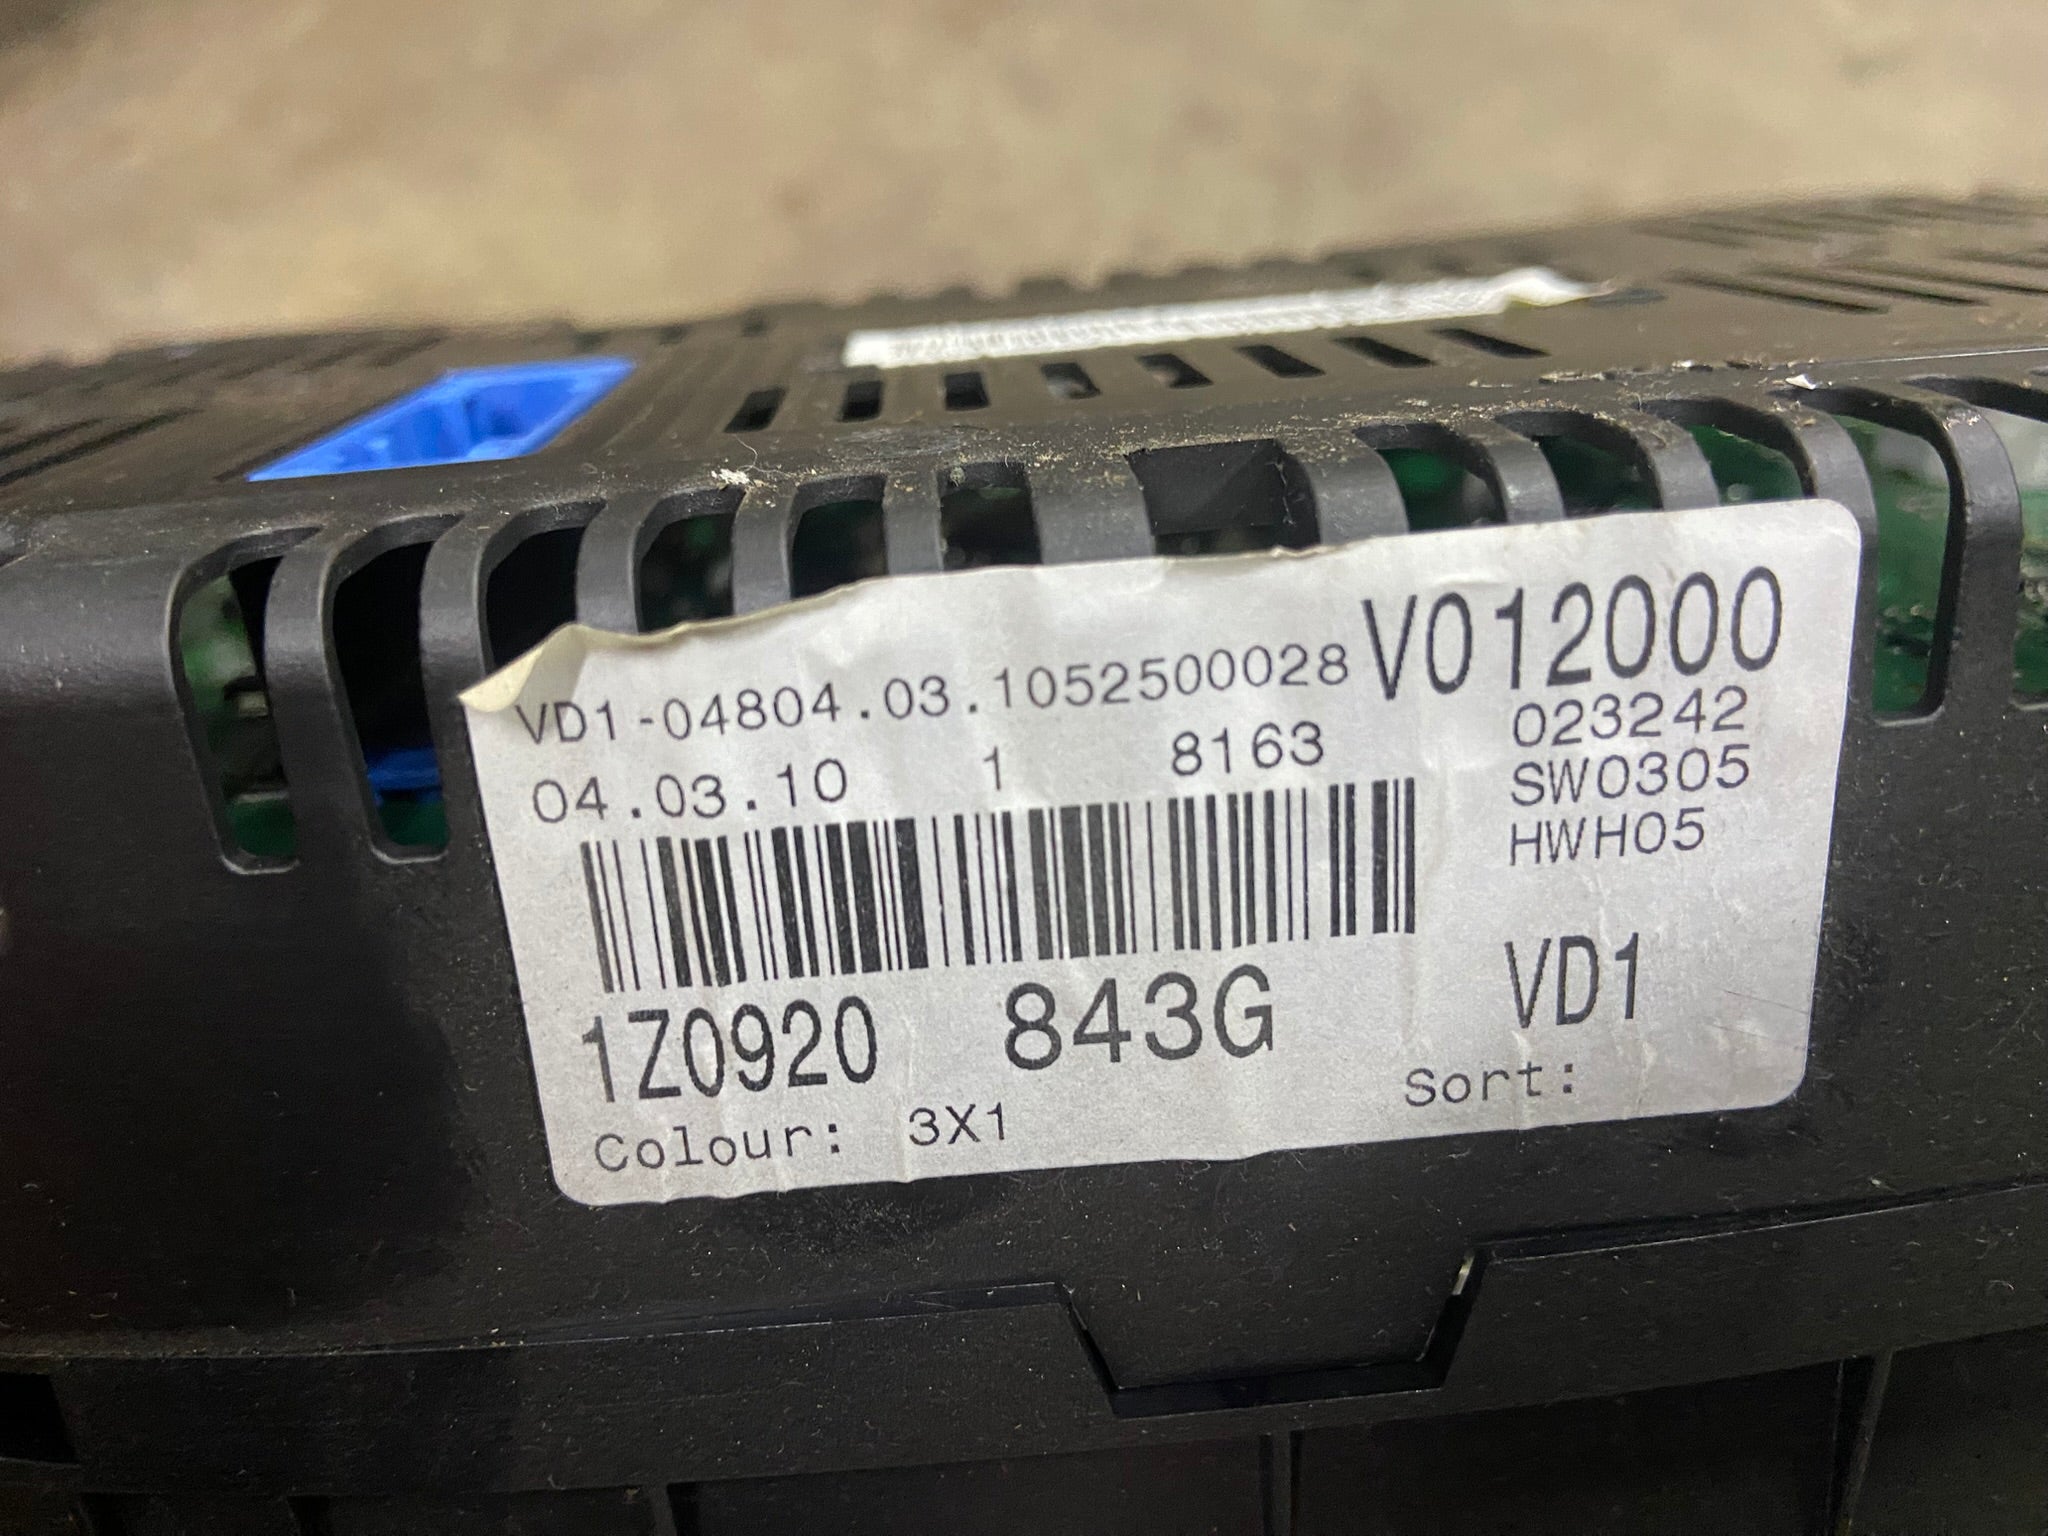 VD1-04804.03.1052500028 V012000
04.03.10 1 8163 023242
SW0305
HWH05
1Z0920 843G VD1
Colour: 3X1 Sort: